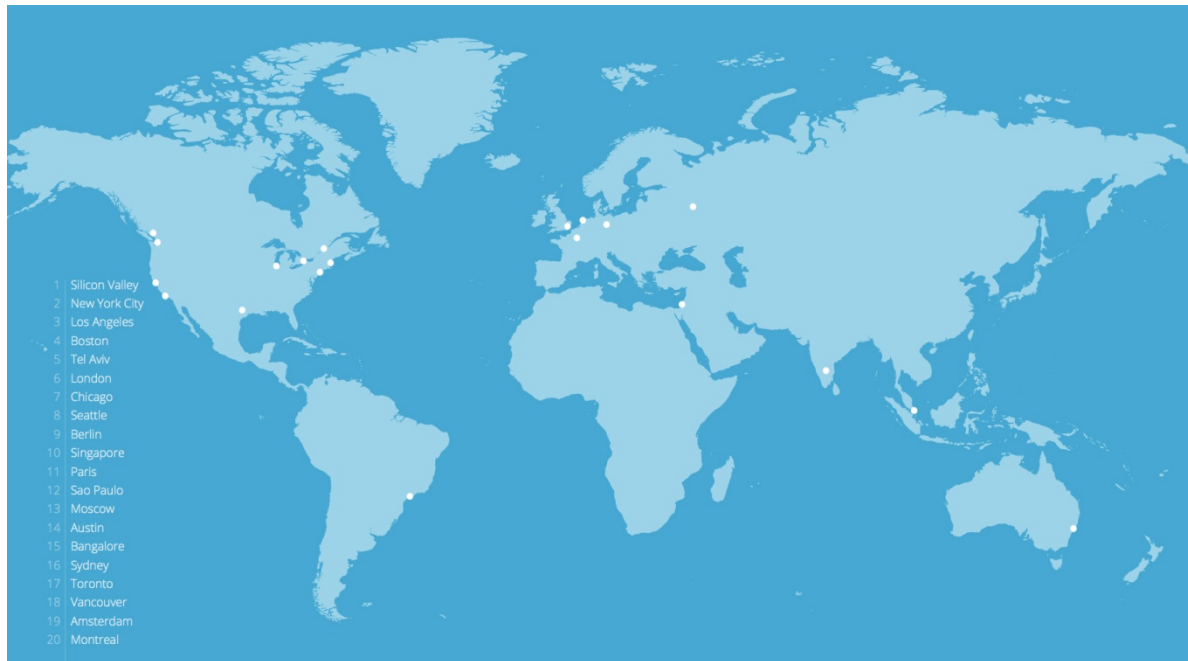 1 Silicon Valley
2 New York City
3 Los Angeles
4 Boston
5 Tel Aviv
6 London
7 Chicago
8 Seattle
9 Berlin
10 Singapore
11 Paris
12 Sao Paulo
13 Moscow
14 Austin
15 Bangalore
16 Sydney
17 Toronto
18 Vancouver
19 Amsterdam
20 Montreal